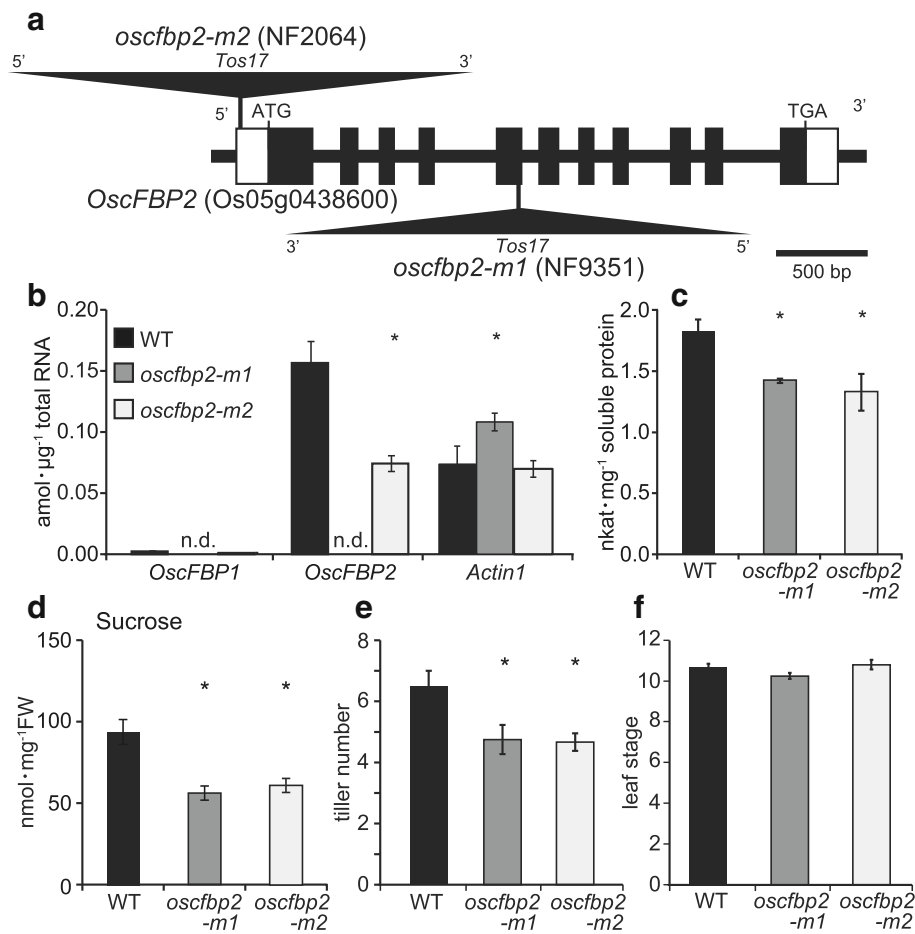 a
oscfbp2-m2 (NF2064)
5’ Tos17 3’
5’ ATG TGA 3’
OscFBP2 (Os05g0438600)
3’ Tos17 5’
oscfbp2-m1 (NF9351)
500 bp
b
amol・µg-1 total RNA
0.20
0.15
0.10
0.05
0.00
WT
oscfbp2-m1
oscfbp2-m2
* *
n.d. n.d.
OscFBP1 OscFBP2 Actin1
c
nkat・mg-1 soluble protein
2.0
1.5
1.0
0.5
0.0
* *
WT oscfbp2 oscfbp2
-m1 -m2
d Sucrose
nmol・mg-1FW
150
100
50
0
* *
WT oscfbp2 oscfbp2
-m1 -m2
e
tiller number
8
6
4
2
0
* *
WT oscfbp2 oscfbp2
-m1 -m2
f
leaf stage
12
10
8
6
4
2
0
WT oscfbp2 oscfbp2
-m1 -m2